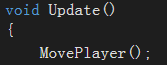 void Update()
{
MovePlayer();